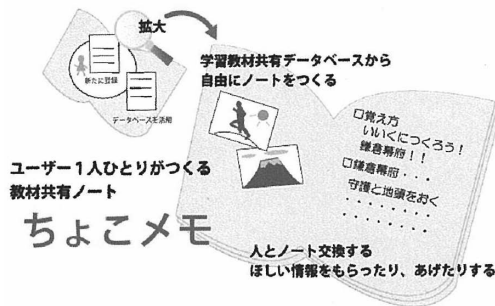 拡大
新たに登録
データベースを活用
学習教材共有データベースから
自由にノートをつくる
□覚え方
いいくにつくろう！
鎌倉幕府！！
□鎌倉幕府・・・
守護と地頭をおく
・・・・・・・・
・・・・・・・・
ユーザー１人ひとりがつくる
教材共有ノート
ちょこメモ
人とノート交換する
ほしい情報をもらったり、あげたりする